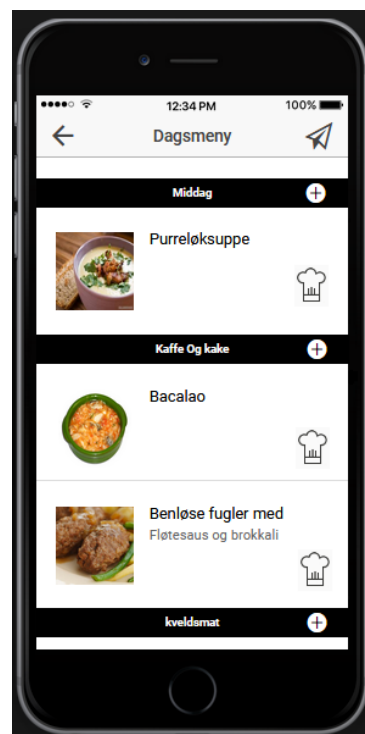 12:34 PM
100%
Dagsmeny
Middag
Purreløksuppe
Kaffe Og kake
Bacalao
Benløse fugler med
Fløtesaus og brokkali
kveldsmat